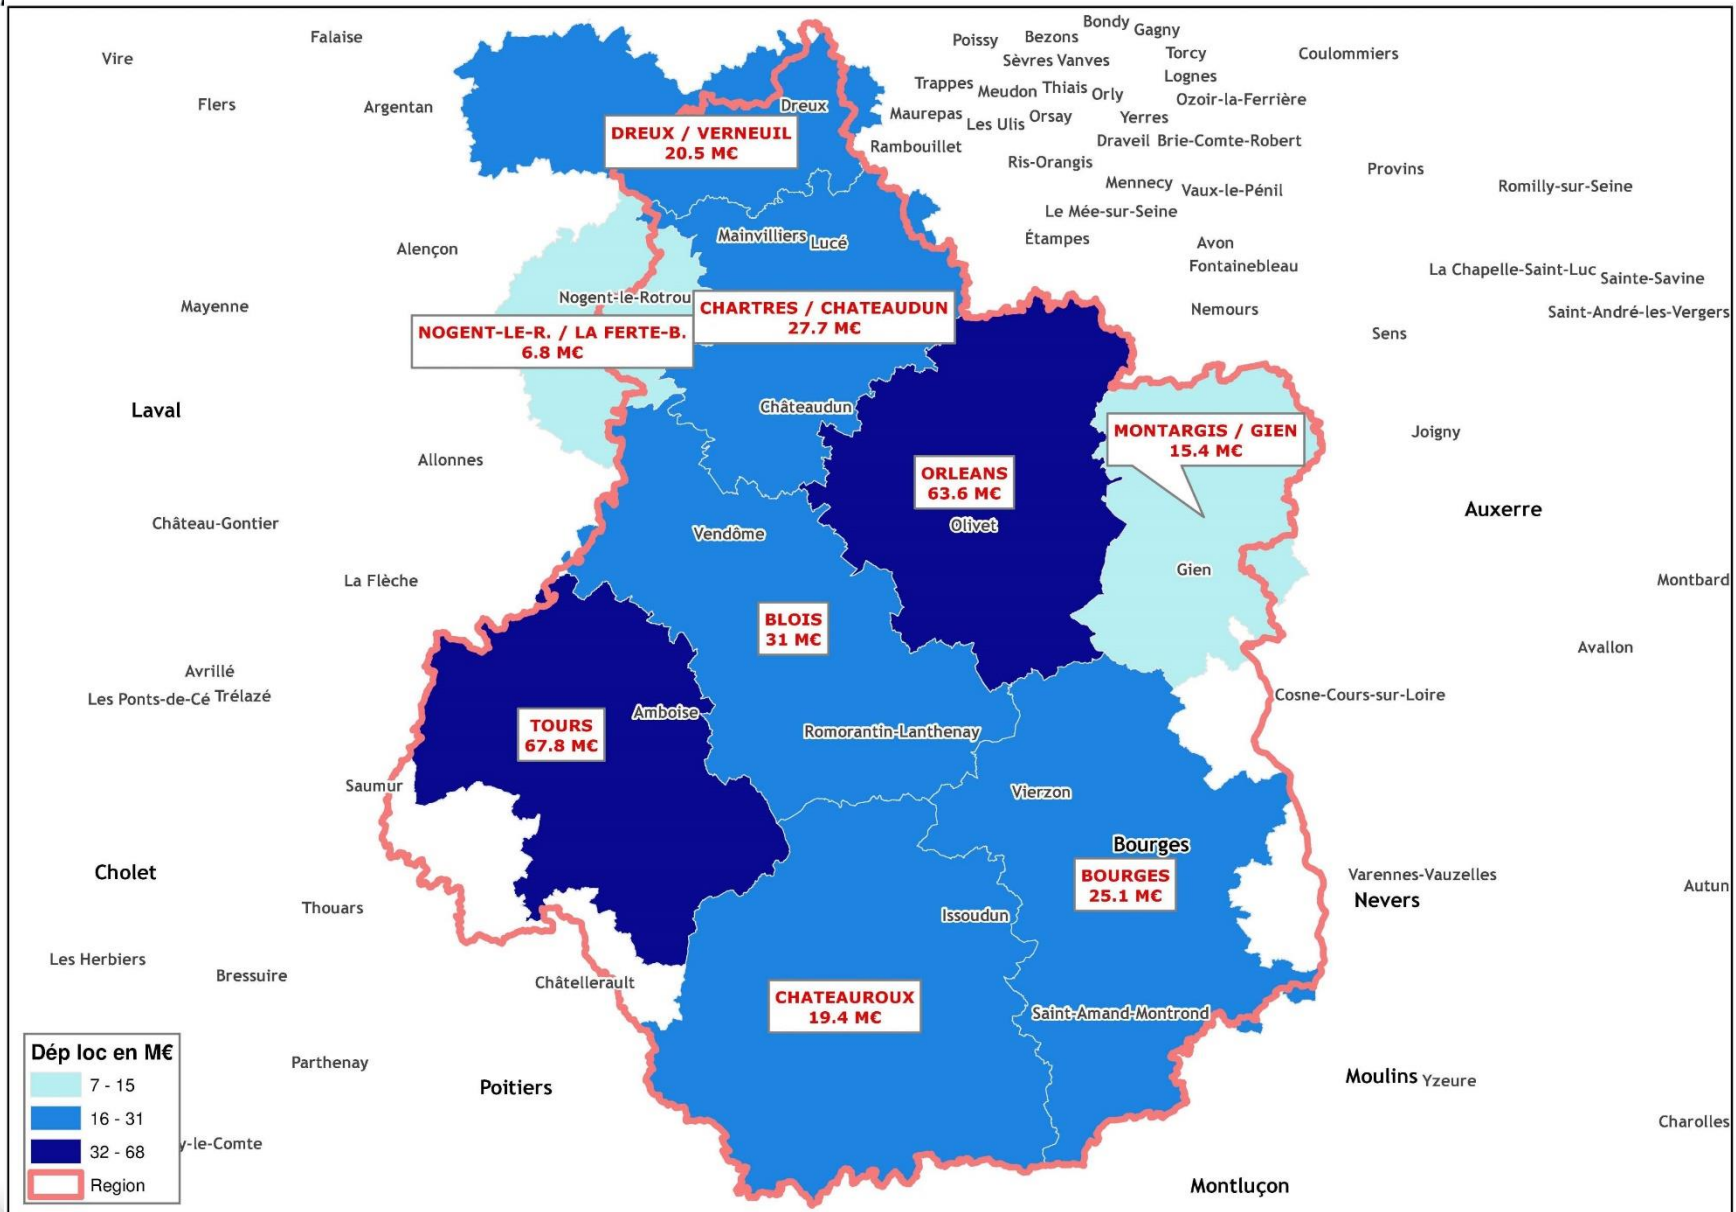 Bondy
Falaise
Gagny
Poissy
Bezons
Vire
Sèvres Vanves
Torcy
Coulommiers
Lognes
Trappes
Meudon
Thiais
Orly
Flers
Argentan
Dreux
Ozoir-la-Ferrière
Maurepas
Les Ulis
Orsay
Yerres
DREUX / VERNEUIL
20.5 M€
Rambouillet
Draveil
Brie-Comte-Robert
Ris-Orangis
Provins
Mennecy
Vaux-le-Pénil
Romilly-sur-Seine
Le Mée-sur-Seine
Mainvilliers
Lucé
Étampes
Alençon
Avon
Fontainebleau
La Chapelle-Saint-Luc
Sainte-Savine
Nogent-le-Rotrou
Mayenne
CHARTRES / CHATEAUDUN
27.7 M€
Nemours
Saint-André-les-Vergers
NOGENT-LE-R. / LA FERTE-B.
6.8 M€
Sens
Laval
Châteaudun
MONTARGIS / GIEN
15.4 M€
Joigny
Allonnes
ORLEANS
63.6 M€
Auxerre
Château-Gontier
Vendôme
Olivet
La Flèche
Gien
Montbard
BLOIS
31 M€
Avallon
Avrillé
Les Ponts-de-Cé
Trélazé
Cosne-Cours-sur-Loire
Amboise
TOURS
67.8 M€
Romorantin-Lanthenay
Saumur
Vierzon
Bourges
Cholet
BOURGES
25.1 M€
Varennes-Vauzelles
Autun
Nevers
Thouars
Issoudun
Les Herbiers
Bressuire
Châtellerault
CHATEAUROUX
19.4 M€
Saint-Amand-Montrond
Parthenay
Poitiers
Moulins
Yzeure
Charolles
y-le-Comte
Montluçon
Dép loc en M€
7 - 15
16 - 31
32 - 68
Region